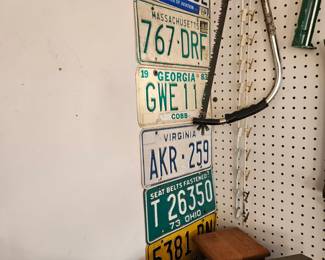 MASSACHUSETTS
767·DRF
19 GEORGIA 83
GWE 11
COBB
VIRGINIA
AKR·259
SEAT BELTS FASTENED?
T 26350
73 OHIO
5381